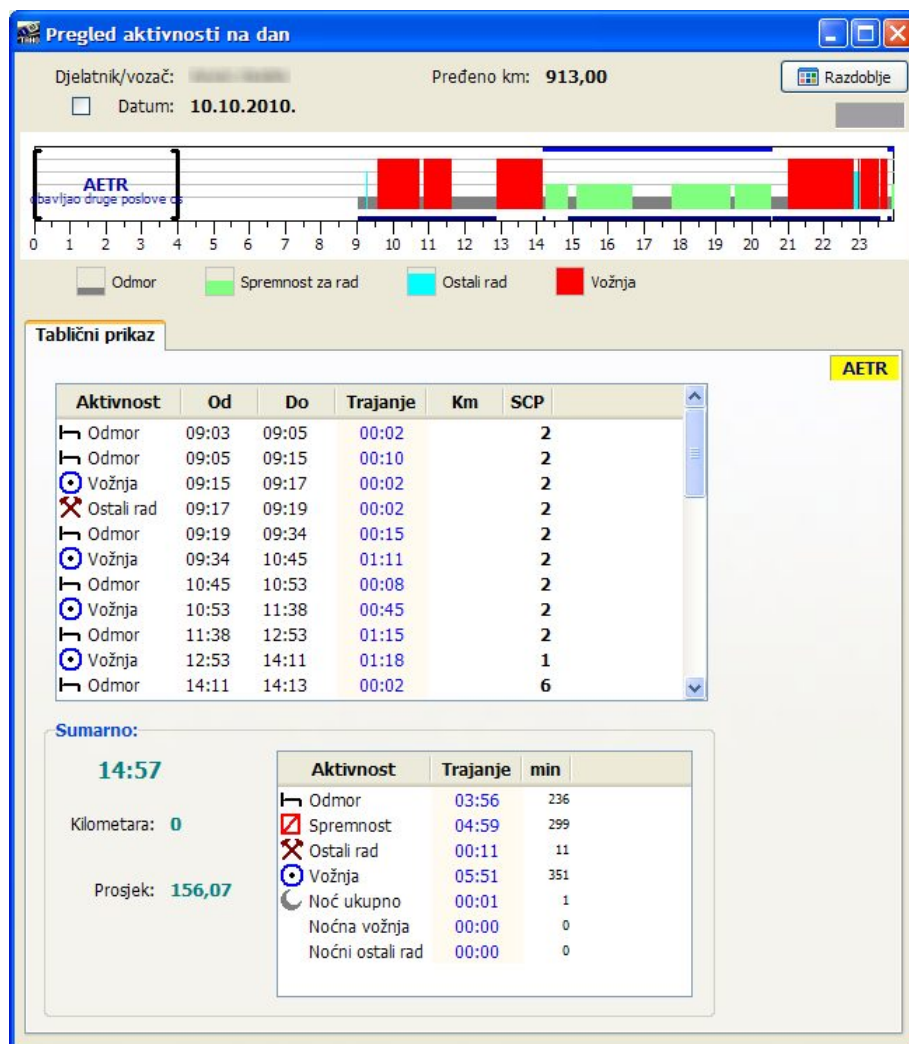 Pregled aktivnosti na dan
Djelatnik/vozač: Pređeno km: 913,00 Razdoblje
Datum: 10.10.2010.
AETR
obavljao druge poslove os
0 1 2 3 4 5 6 7 8 9 10 11 12 13 14 15 16 17 18 19 20 21 22 23
Odmor Spremnost za rad Ostali rad Vožnja
Tablični prikaz
AETR
Aktivnost Od Do Trajanje Km SCP
Odmor 09:03 09:05 00:02 2
Odmor 09:05 09:15 00:10 2
Vožnja 09:15 09:17 00:02 2
Ostali rad 09:17 09:19 00:02 2
Odmor 09:19 09:34 00:15 2
Vožnja 09:34 10:45 01:11 2
Odmor 10:45 10:53 00:08 2
Vožnja 10:53 11:38 00:45 2
Odmor 11:38 12:53 01:15 2
Vožnja 12:53 14:11 01:18 1
Odmor 14:11 14:13 00:02 6
Sumarno:
14:57
Kilometara: 0
Prosjek: 156,07
Aktivnost Trajanje min
Odmor 03:56 236
Spremnost 04:59 299
Ostali rad 00:11 11
Vožnja 05:51 351
Noć ukupno 00:01 1
Noćna vožnja 00:00 0
Noćni ostali rad 00:00 0